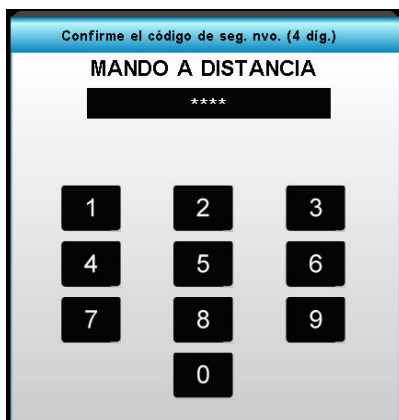 Confirme el código de seg. nvo. (4 díg.)
MANDO A DISTANCIA
****
1 2 3
4 5 6
7 8 9
0